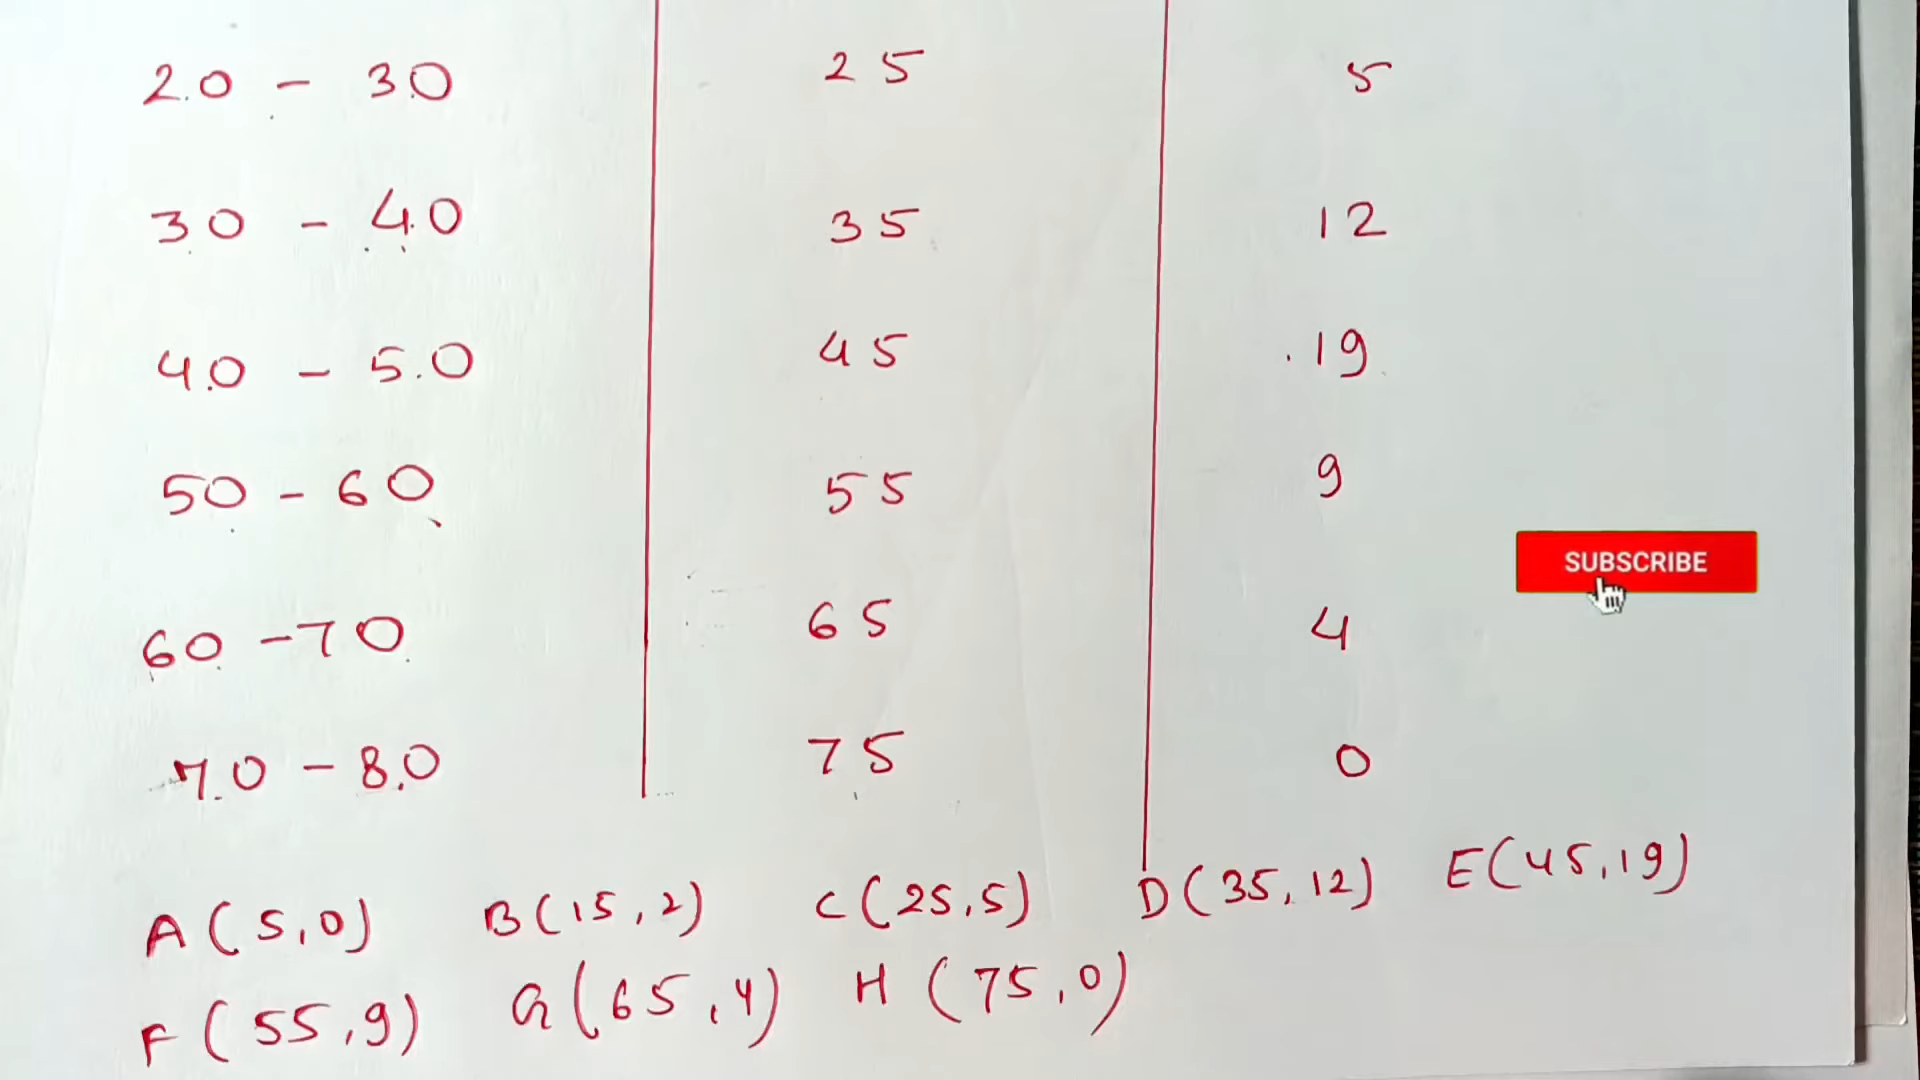 20 - 30 25 5
30 - 40 35 12
40 - 50 45 19
50 - 60 55 9
SUBSCRIBE
60 - 70 65 4
70 - 80 75 0
A(5,0) B(15,2) C(25,5) D(35,12) E(45,19)
F(55,9) G(65,4) H(75,0)